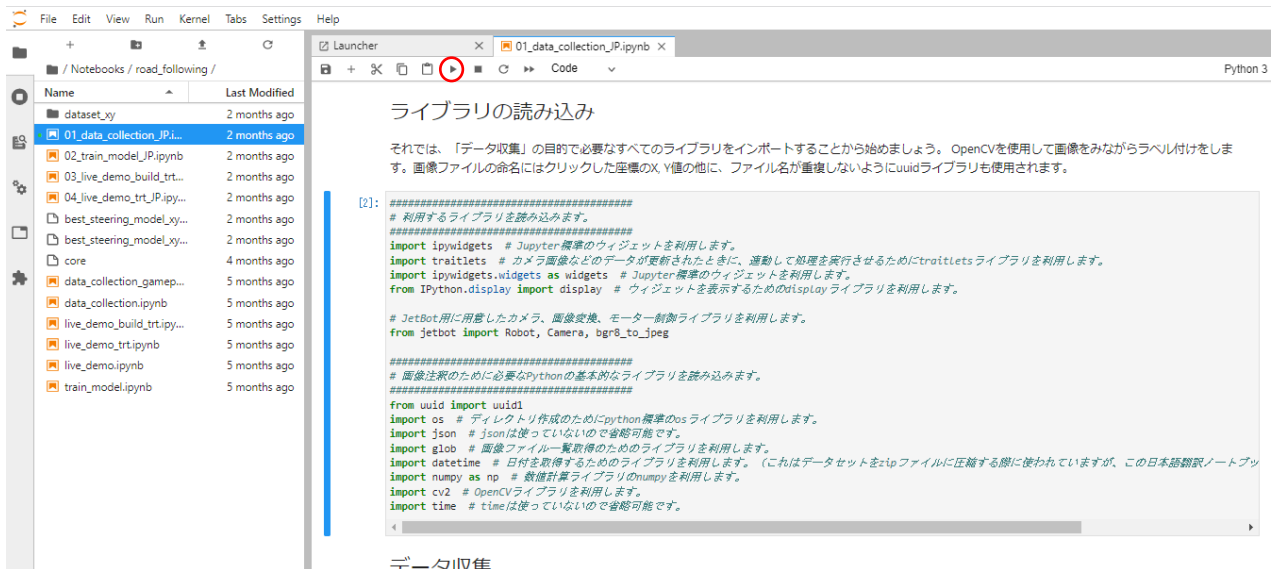 File Edit View Run Kernel Tabs Settings Help
/ Notebooks / road_following /
Name Last Modified
dataset_xy 2 months ago
01_data_collection_JP.i... 2 months ago
02_train_model_JP.ipynb 2 months ago
03_live_demo_build_trt... 2 months ago
04_live_demo_trt_JP.ipy... 2 months ago
best_steering_model_xy... 2 months ago
best_steering_model_xy... 2 months ago
core 4 months ago
data_collection_gamep... 5 months ago
data_collection.ipynb 5 months ago
live_demo_build_trt.ipy... 5 months ago
live_demo_trt.ipynb 5 months ago
live_demo.ipynb 5 months ago
train_model.ipynb 5 months ago
Launcher
01_data_collection_JP.ipynb
Code
Python 3
ライブラリの読み込み
それでは、「データ収集」の目的で必要なすべてのライブラリをインポートすることから始めましょう。 OpenCVを使用して画像をみながらラベル付けをしま
す。画像ファイルの命名にはクリックした座標のX, Y値の他に、ファイル名が重複しないようにuuidライブラリも使用されます。
[2]: ########################################
# 利用するライブラリを読み込みます。
########################################
import ipywidgets # Jupyter標準のウィジェットを利用します。
import traitlets # カメラ画像などのデータが更新されたときに、連動して処理を実行させるためにtraitletsライブラリを利用します。
import ipywidgets.widgets as widgets # Jupyter標準のウィジェットを利用します。
from IPython.display import display # ウィジェットを表示するためのdisplayライブラリを利用します。
# JetBot用に用意したカメラ、画像変換、モーター制御ライブラリを利用します。
from jetbot import Robot, Camera, bgr8_to_jpeg
########################################
# 画像注釈のために必要なPythonの基本的なライブラリを読み込みます。
########################################
from uuid import uuid1
import os # ディレクトリ作成のためにpython標準のosライブラリを利用します。
import json # jsonは使っていないので省略可能です。
import glob # 画像ファイル一覧取得のためのライブラリを利用します。
import datetime # 日付を取得するためのライブラリを利用します。（これはデータセットをzipファイルに圧縮する際に使われていますが、この日本語翻訳ノートブッ
import numpy as np # 数値計算ライブラリのnumpyを利用します。
import cv2 # OpenCVライブラリを利用します。
import time # timeは使っていないので省略可能です。
データ収集